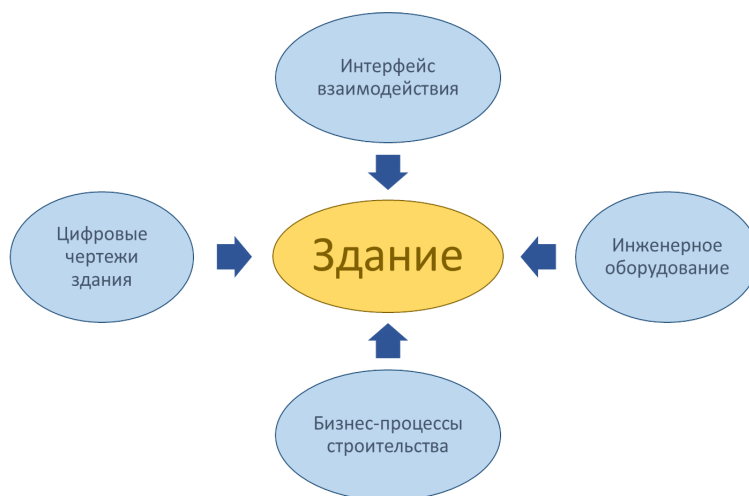 Интерфейс
взаимодействия
Цифровые
чертежи
здания
Здание
Инженерное
оборудование
Бизнес-процессы
строительства